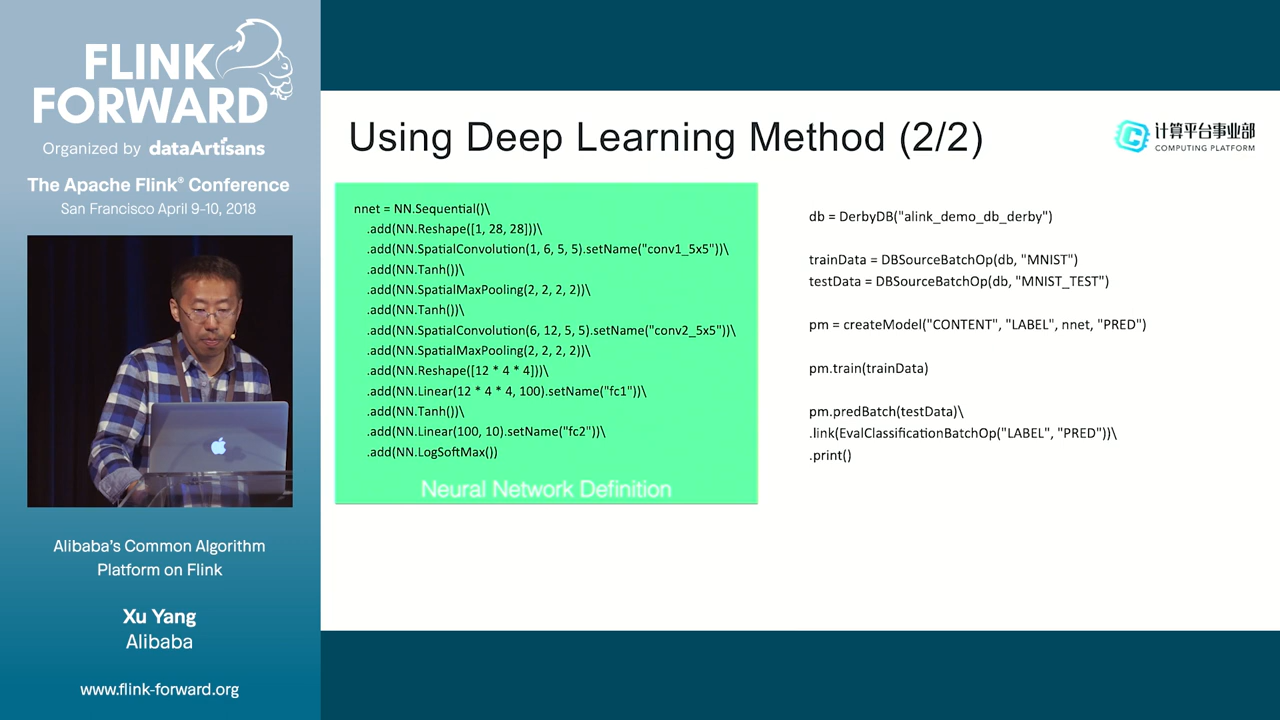 FLINK
FORWARD
Organized by dataArtisans
The Apache Flink® Conference
San Francisco April 9-10, 2018
Alibaba's Common Algorithm
Platform on Flink
Xu Yang
Alibaba
www.flink-forward.org
Using Deep Learning Method (2/2)
计算平台事业部
COMPUTING PLATFORM
nnet = NN.Sequential()\
.add(NN.Reshape([1, 28, 28]))\
.add(NN.SpatialConvolution(1, 6, 5, 5).setName("conv1_5x5"))\
.add(NN.Tanh())\
.add(NN.SpatialMaxPooling(2, 2, 2, 2))\
.add(NN.Tanh())\
.add(NN.SpatialConvolution(6, 12, 5, 5).setName("conv2_5x5"))\
.add(NN.SpatialMaxPooling(2, 2, 2, 2))\
.add(NN.Reshape([12 * 4 * 4]))\
.add(NN.Linear(12 * 4 * 4, 100).setName("fc1"))\
.add(NN.Tanh())\
.add(NN.Linear(100, 10).setName("fc2"))\
.add(NN.LogSoftMax())
Neural Network Definition
db = DerbyDB("alink_demo_db_derby")
trainData = DBSourceBatchOp(db, "MNIST")
testData = DBSourceBatchOp(db, "MNIST_TEST")
pm = createModel("CONTENT", "LABEL", nnet, "PRED")
pm.train(trainData)
pm.predBatch(testData)\
.link(EvalClassificationBatchOp("LABEL", "PRED"))\
.print()